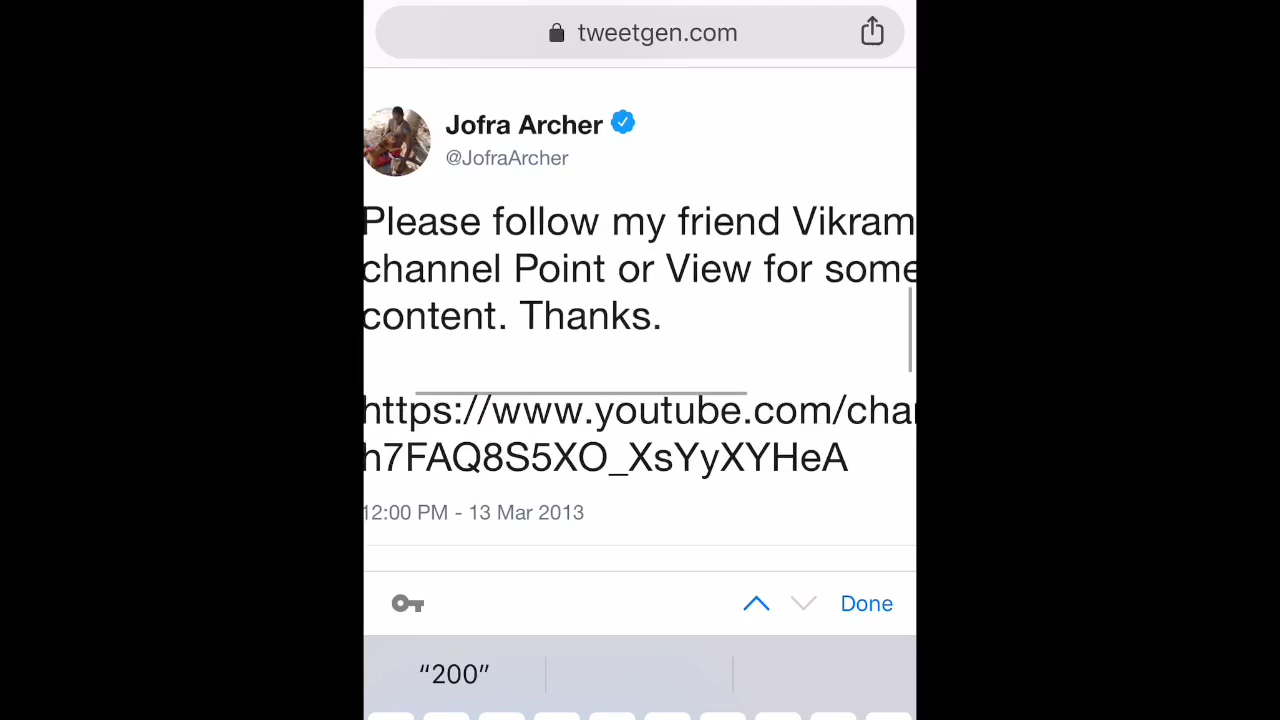 tweetgen.com
Jofra Archer
@JofraArcher
Please follow my friend Vikram
channel Point or View for some
content. Thanks.
https://www.youtube.com/cha
h7FAQ8S5XO_XsYyXYHeA
12:00 PM - 13 Mar 2013
Done
“200”